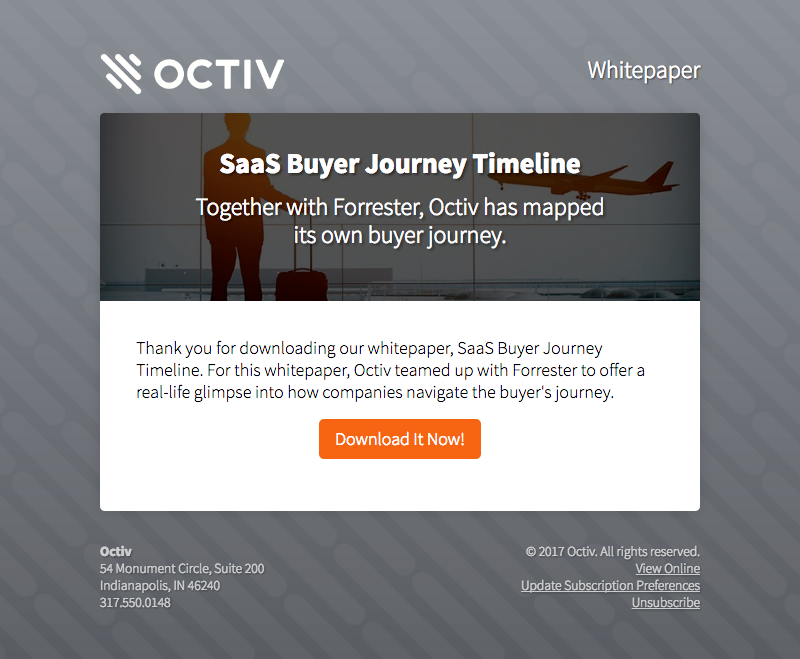 OCTIV
Whitepaper
SaaS Buyer Journey Timeline
Together with Forrester, Octiv has mapped
its own buyer journey.
Thank you for downloading our whitepaper, SaaS Buyer Journey
Timeline. For this whitepaper, Octiv teamed up with Forrester to offer a
real-life glimpse into how companies navigate the buyer's journey.
Download It Now!
Octiv
54 Monument Circle, Suite 200
Indianapolis, IN 46240
317.550.0148
© 2017 Octiv. All rights reserved.
View Online
Update Subscription Preferences
Unsubscribe